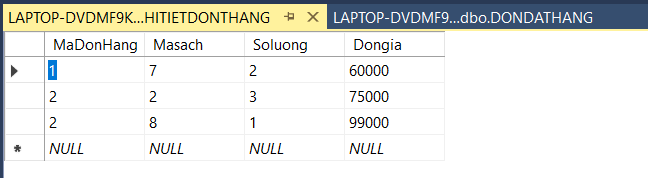 LAPTOP-DVDMF9K...HITIETDONTHANG LAPTOP-DVDMF9...dbo.DONDATHANG
MaDonHang Masach Soluong Dongia
1 7 2 60000
2 2 3 75000
2 8 1 99000
NULL NULL NULL NULL